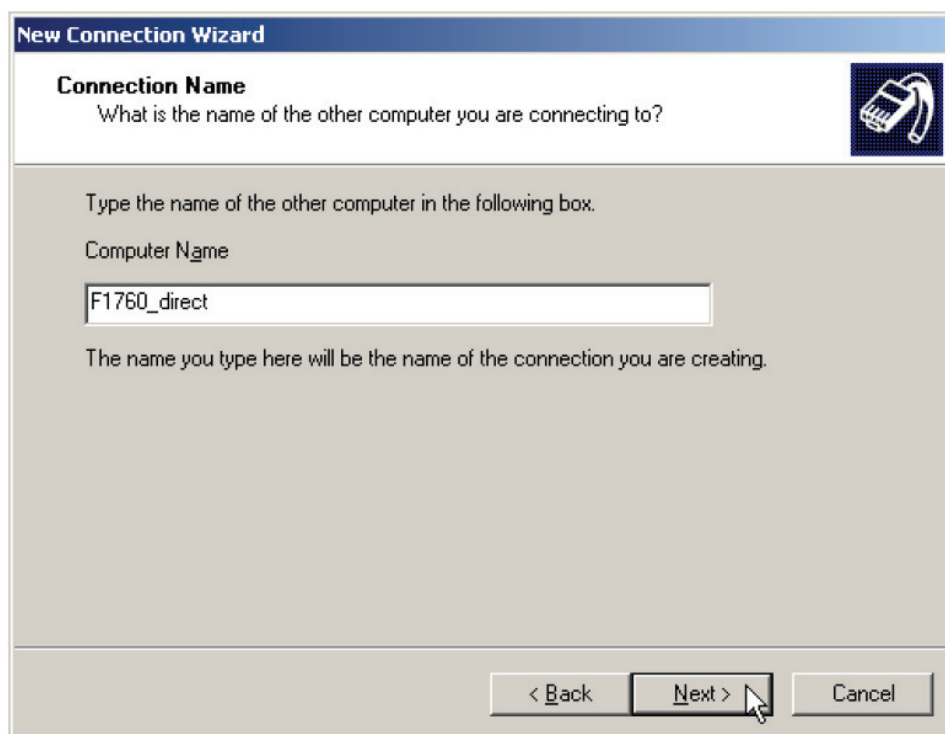 New Connection Wizard
Connection Name
What is the name of the other computer you are connecting to?
Type the name of the other computer in the following box.
Computer Name
F1760_direct
The name you type here will be the name of the connection you are creating.
< Back
Next >
Cancel